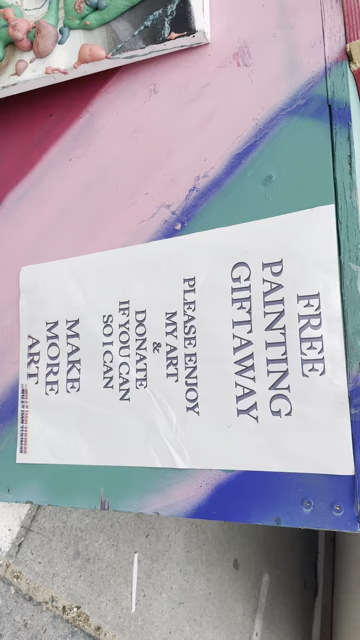 FREE
PAINTING
GIFTAWAY
PLEASE ENJOY
MY ART
&
DONATE
IF YOU CAN
SO I CAN
MAKE
MORE
ART